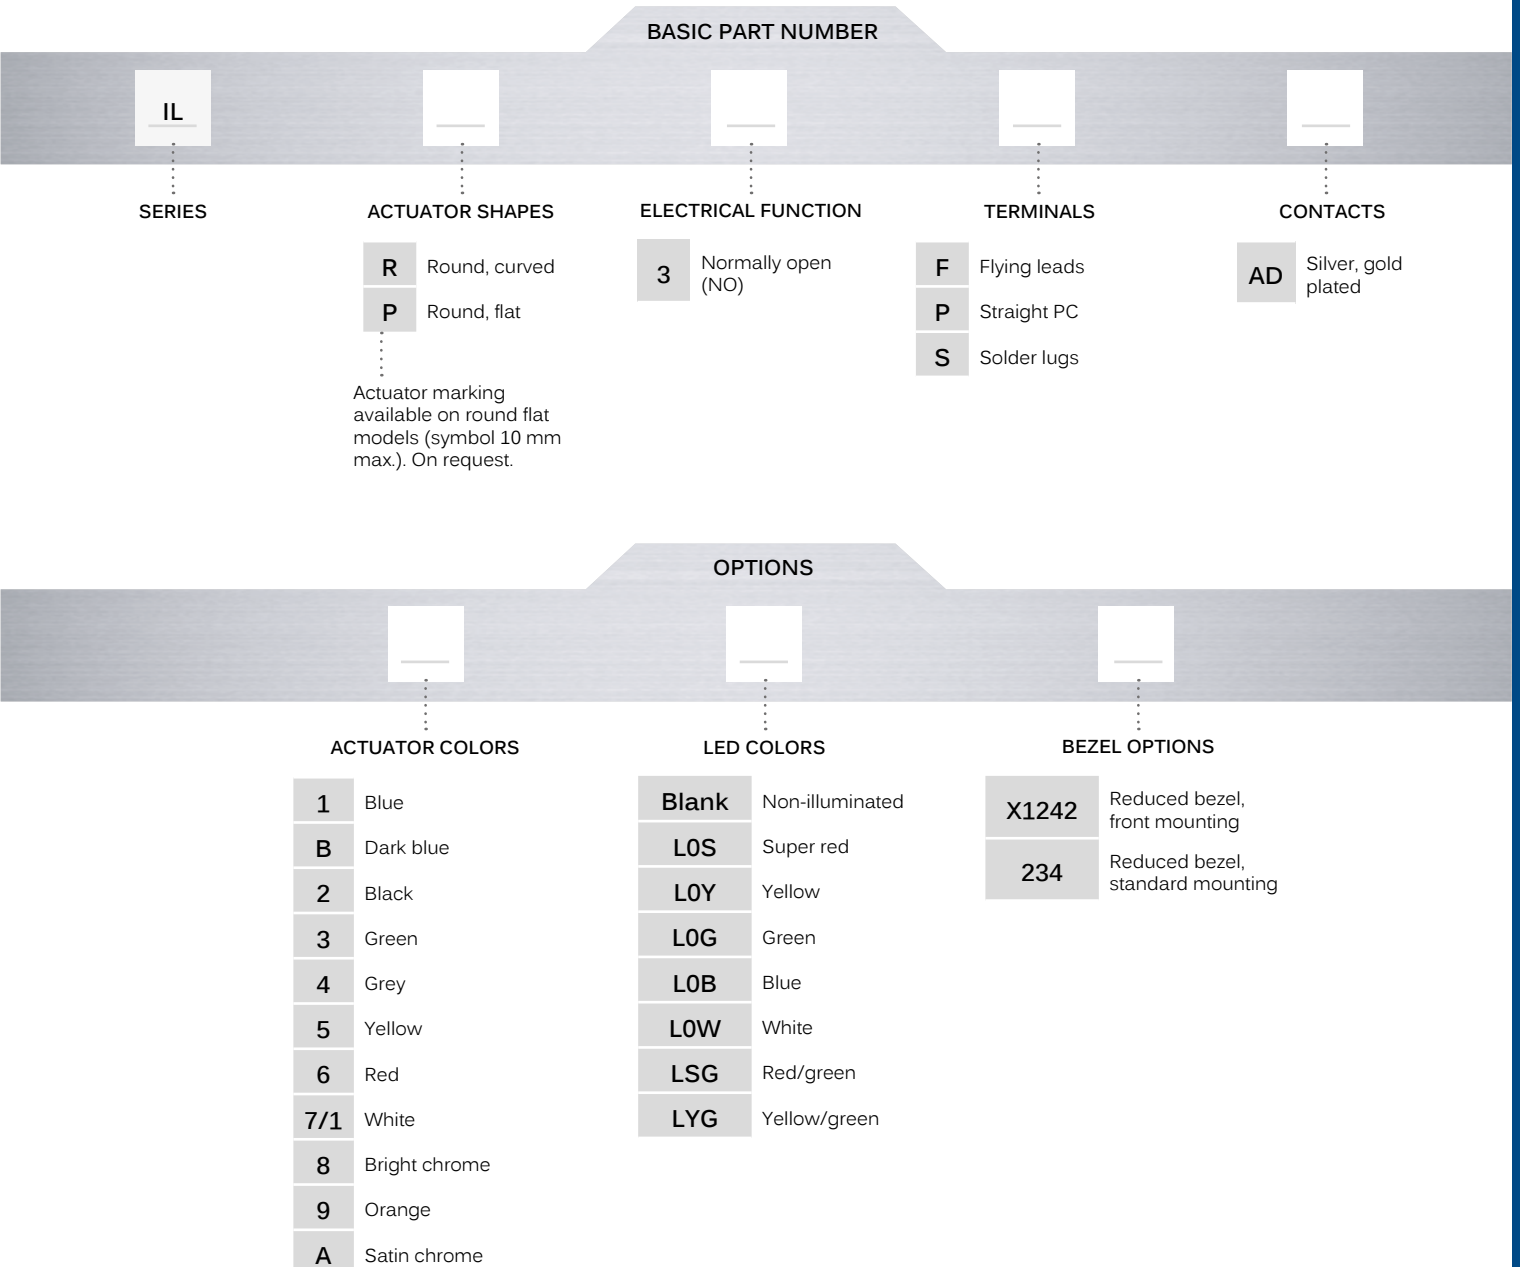 BASIC PART NUMBER
IL
SERIES
ACTUATOR SHAPES
R Round, curved
P Round, flat
Actuator marking
available on round flat
models (symbol 10 mm
max.). On request.
ELECTRICAL FUNCTION
3 Normally open
(NO)
TERMINALS
F Flying leads
P Straight PC
S Solder lugs
CONTACTS
AD Silver, gold
plated
OPTIONS
ACTUATOR COLORS
1 Blue
B Dark blue
2 Black
3 Green
4 Grey
5 Yellow
6 Red
7/1 White
8 Bright chrome
9 Orange
A Satin chrome
LED COLORS
Blank Non-illuminated
L0S Super red
L0Y Yellow
L0G Green
L0B Blue
L0W White
LSG Red/green
LYG Yellow/green
BEZEL OPTIONS
X1242 Reduced bezel,
front mounting
234 Reduced bezel,
standard mounting